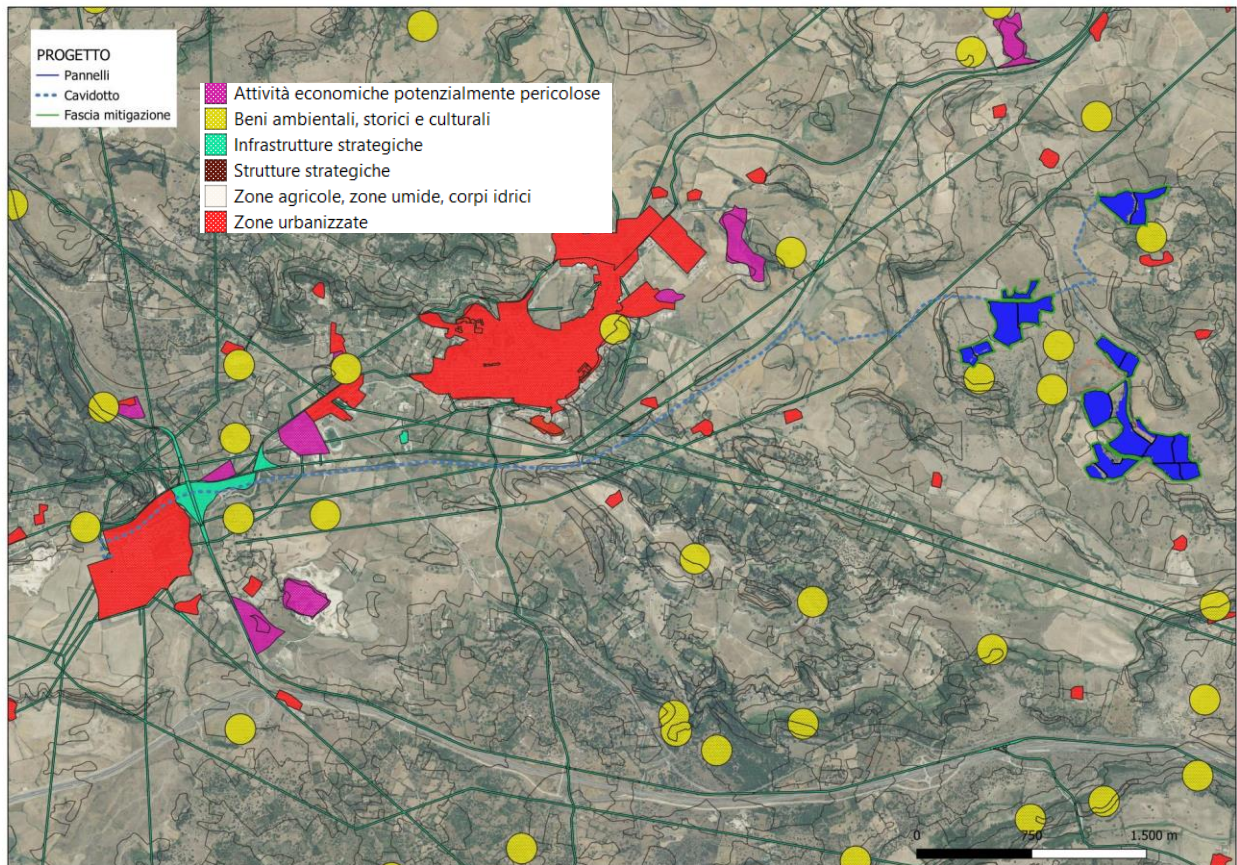 PROGETTO
Pannelli
Cavidotto
Fascia mitigazione
Attività economiche potenzialmente pericolose
Beni ambientali, storici e culturali
Infrastrutture strategiche
Strutture strategiche
Zone agricole, zone umide, corpi idrici
Zone urbanizzate
0 750 1.500 m